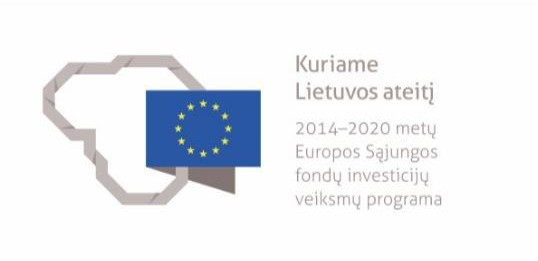 Kuriame
Lietuvos ateitį
2014–2020 metų
Europos Sąjungos
fondų investicijų
veiksmų programa